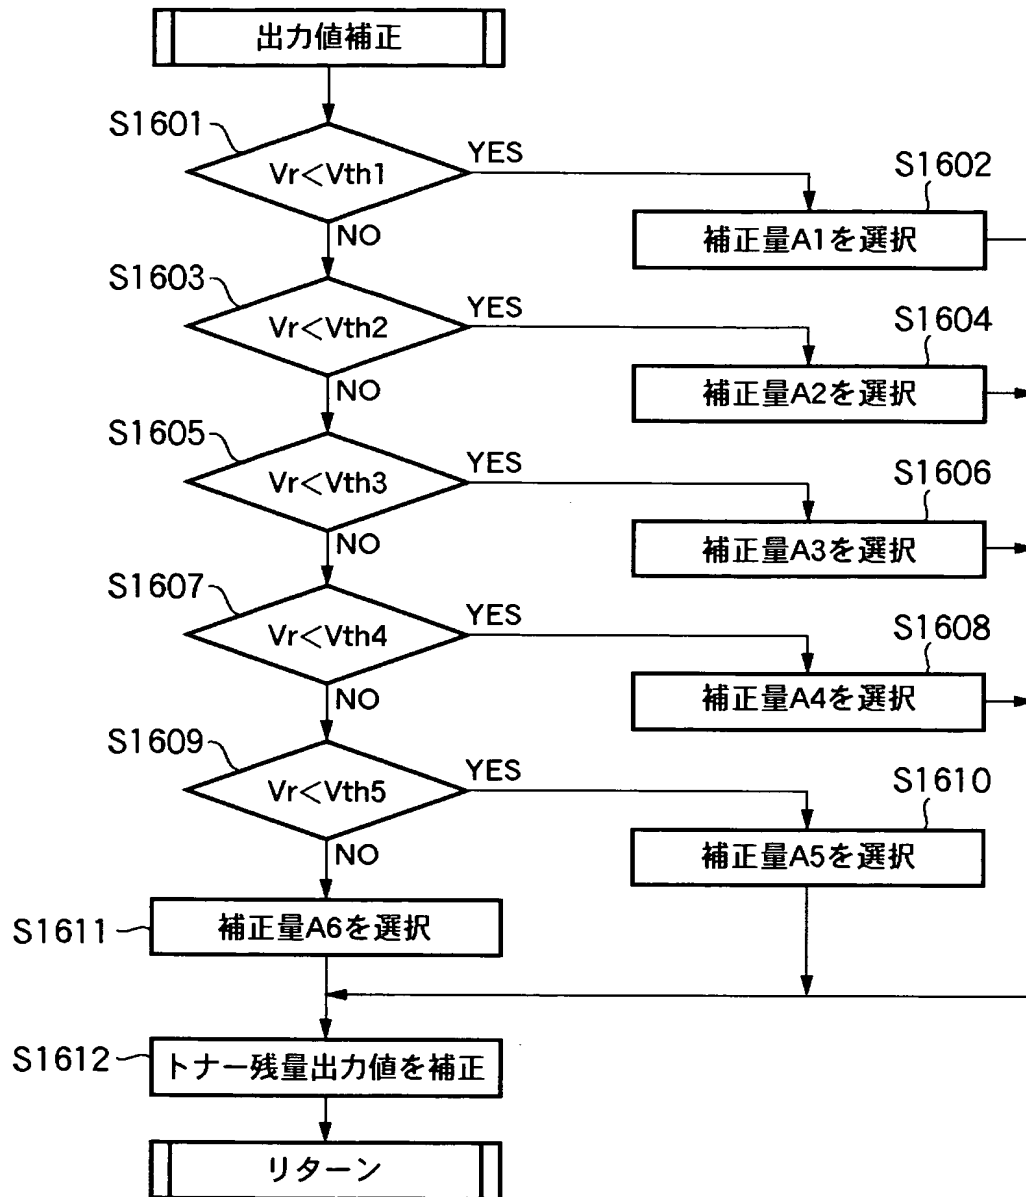 出力値補正
S1601
Vr<Vth1
YES
S1602
補正量A1を選択
NO
S1603
Vr<Vth2
YES
S1604
補正量A2を選択
NO
S1605
Vr<Vth3
YES
S1606
補正量A3を選択
NO
S1607
Vr<Vth4
YES
S1608
補正量A4を選択
NO
S1609
Vr<Vth5
YES
S1610
補正量A5を選択
NO
S1611
補正量A6を選択
S1612
トナー残量出力値を補正
リターン